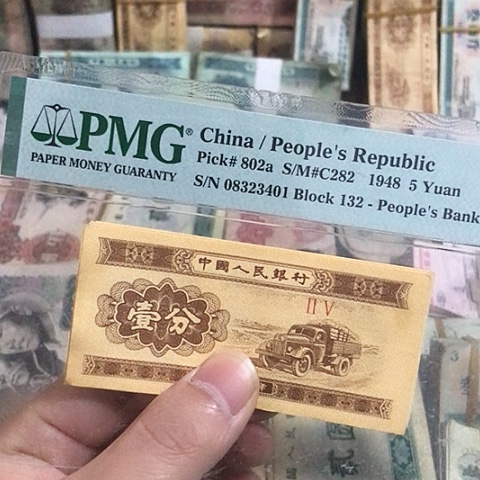 PMG®
PAPER MONEY GUARANTY
China / People's Republic
Pick# 802a S/M#C282 1948 5 Yuan
S/N 08323401 Block 132 - People's Bank
中國人民銀行
II V
壹分